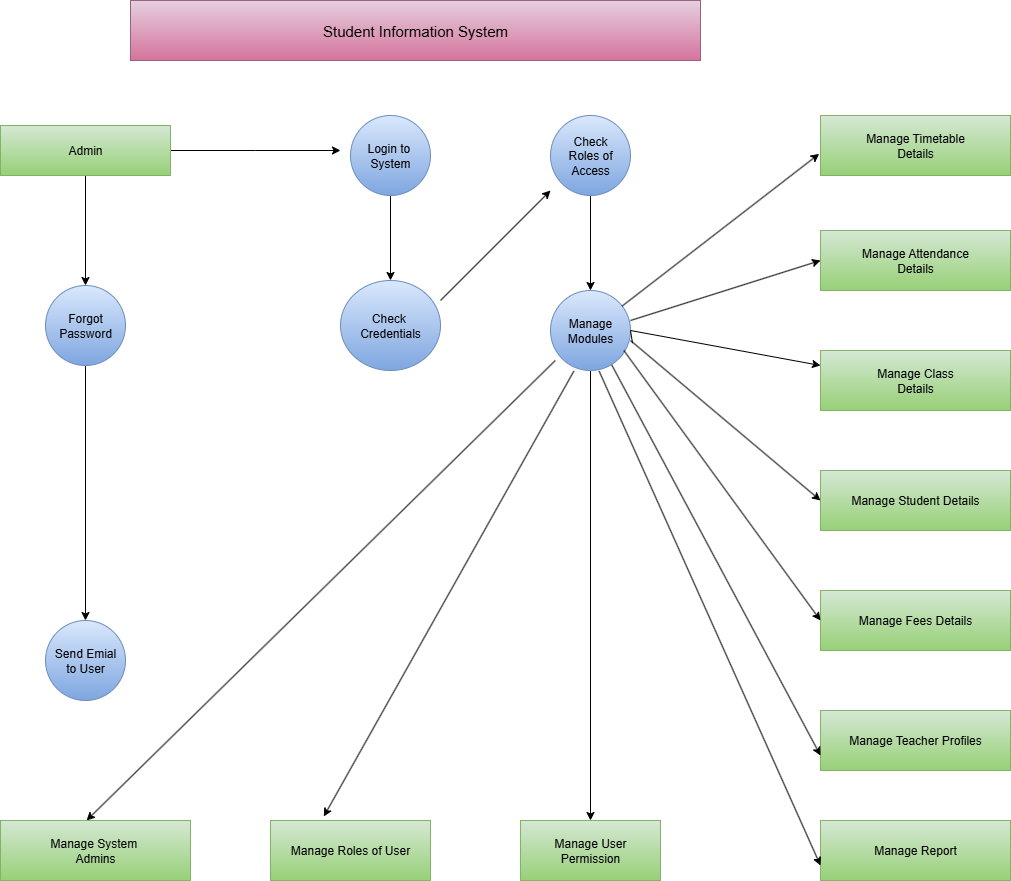 Student Information System
Admin
Login to
System
Check
Roles of
Access
Manage Timetable
Details
Manage Attendance
Details
Forgot
Password
Check
Credentials
Manage
Modules
Manage Class
Details
Manage Student Details
Manage Fees Details
Send Emial
to User
Manage Teacher Profiles
Manage System
Admins
Manage Roles of User
Manage User
Permission
Manage Report